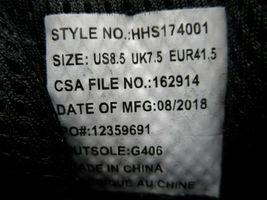 STYLE NO.:HHS174001
SIZE: US8.5 UK7.5 EUR41.5
CSA FILE NO.: 162914
DATE OF MFG:08/2018
PO#:12359691
OUTSOLE:G406
MADE IN CHINA
AU CHINE